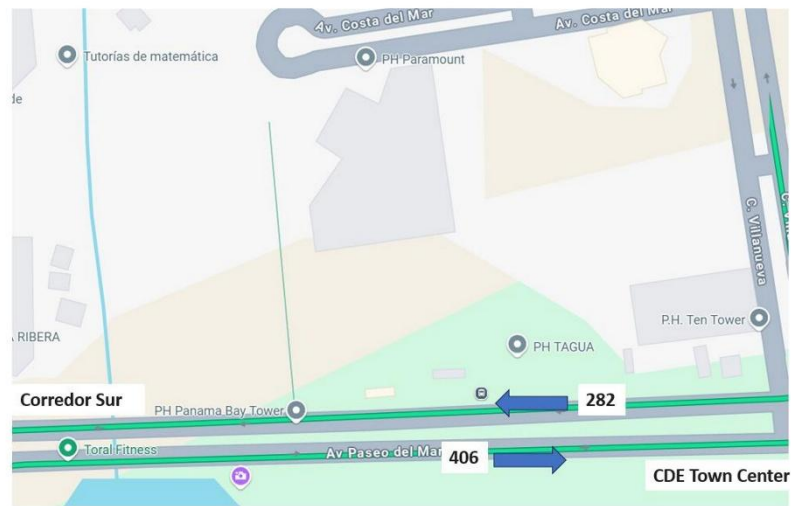 Av. Costa del Mar
Av. Costa del Mar
Tutorías de matemática
PH Paramount
de
C. Villanueva
RIBERA
P.H. Ten Tower
PH TAGUA
Corredor Sur
282
PH Panama Bay Tower
Toral Fitness
Av Paseo del Mar
406
CDE Town Center